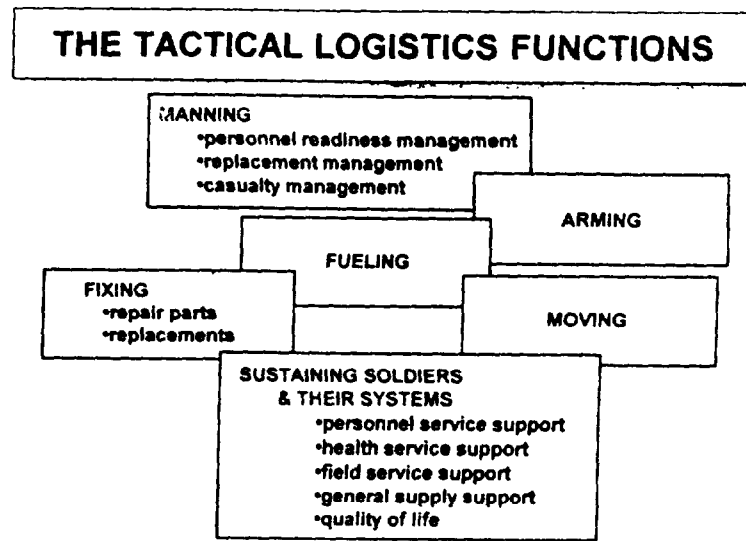 THE TACTICAL LOGISTICS FUNCTIONS
MANNING
•personnel readiness management
•replacement management
•casualty management
ARMING
FUELING
FIXING
•repair parts
•replacements
MOVING
SUSTAINING SOLDIERS
& THEIR SYSTEMS
•personnel service support
•health service support
•field service support
•general supply support
•quality of life